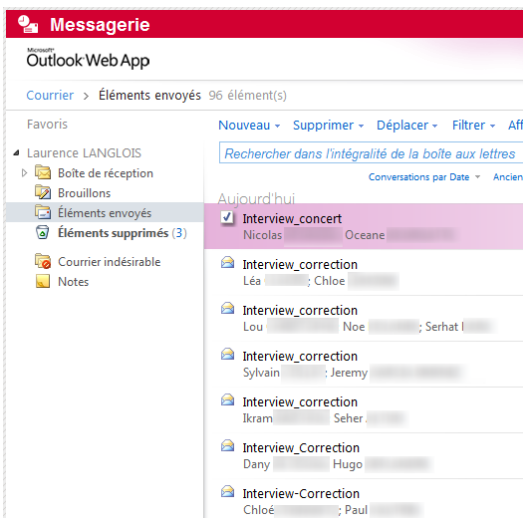 Messagerie
Microsoft®
Outlook Web App
Courrier > Éléments envoyés 96 élément(s)
Favoris
Laurence LANGLOIS
Boîte de réception
Brouillons
Éléments envoyés
Éléments supprimés (3)
Courrier indésirable
Notes
Nouveau Supprimer Déplacer Filtrer Aff
Rechercher dans l'intégralité de la boîte aux lettres
Conversations par Date Ancien
Aujourd'hui
Interview_concert
Nicolas Oceane
Interview_correction
Léa ; Chloe
Interview_correction
Lou Noe ; Serhat
Interview_correction
Sylvain ; Jeremy
Interview_correction
Ikram Seher
Interview_Correction
Dany Hugo
Interview-Correction
Chloé ; Paul